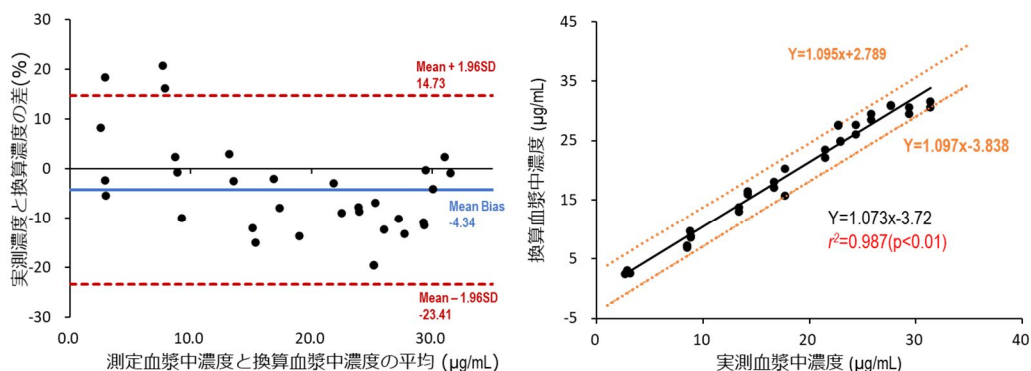 実測濃度と換算濃度の差(%)
30
20
10
0
-10
-20
-30
Mean + 1.96SD
14.73
Mean Bias
-4.34
Mean – 1.96SD
-23.41
0.0
10.0
20.0
30.0
測定血漿中濃度と換算血漿中濃度の平均 (μg/mL)
換算血漿中濃度 (μg/mL)
45
35
25
15
5
-5
Y=1.095x+2.789
Y=1.097x-3.838
Y=1.073x-3.72
r²=0.987(p<0.01)
0
10
20
30
40
実測血漿中濃度 (μg/mL)